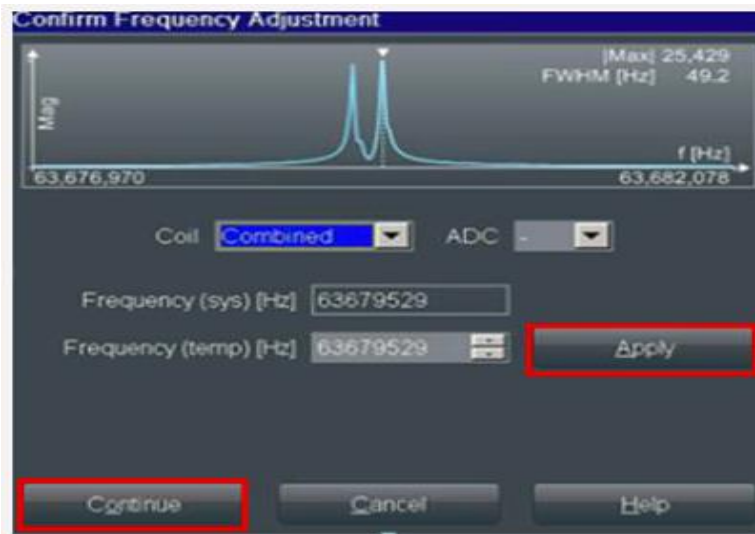 Confirm Frequency Adjustment
|Max| 25,429
FWHM [Hz] 49.2
Mag
f [Hz]
63,676,970 63,682,078
Coil Combined ADC -
Frequency (sys) [Hz] 63679529
Frequency (temp) [Hz] 63679529 Apply
Continue Cancel Help